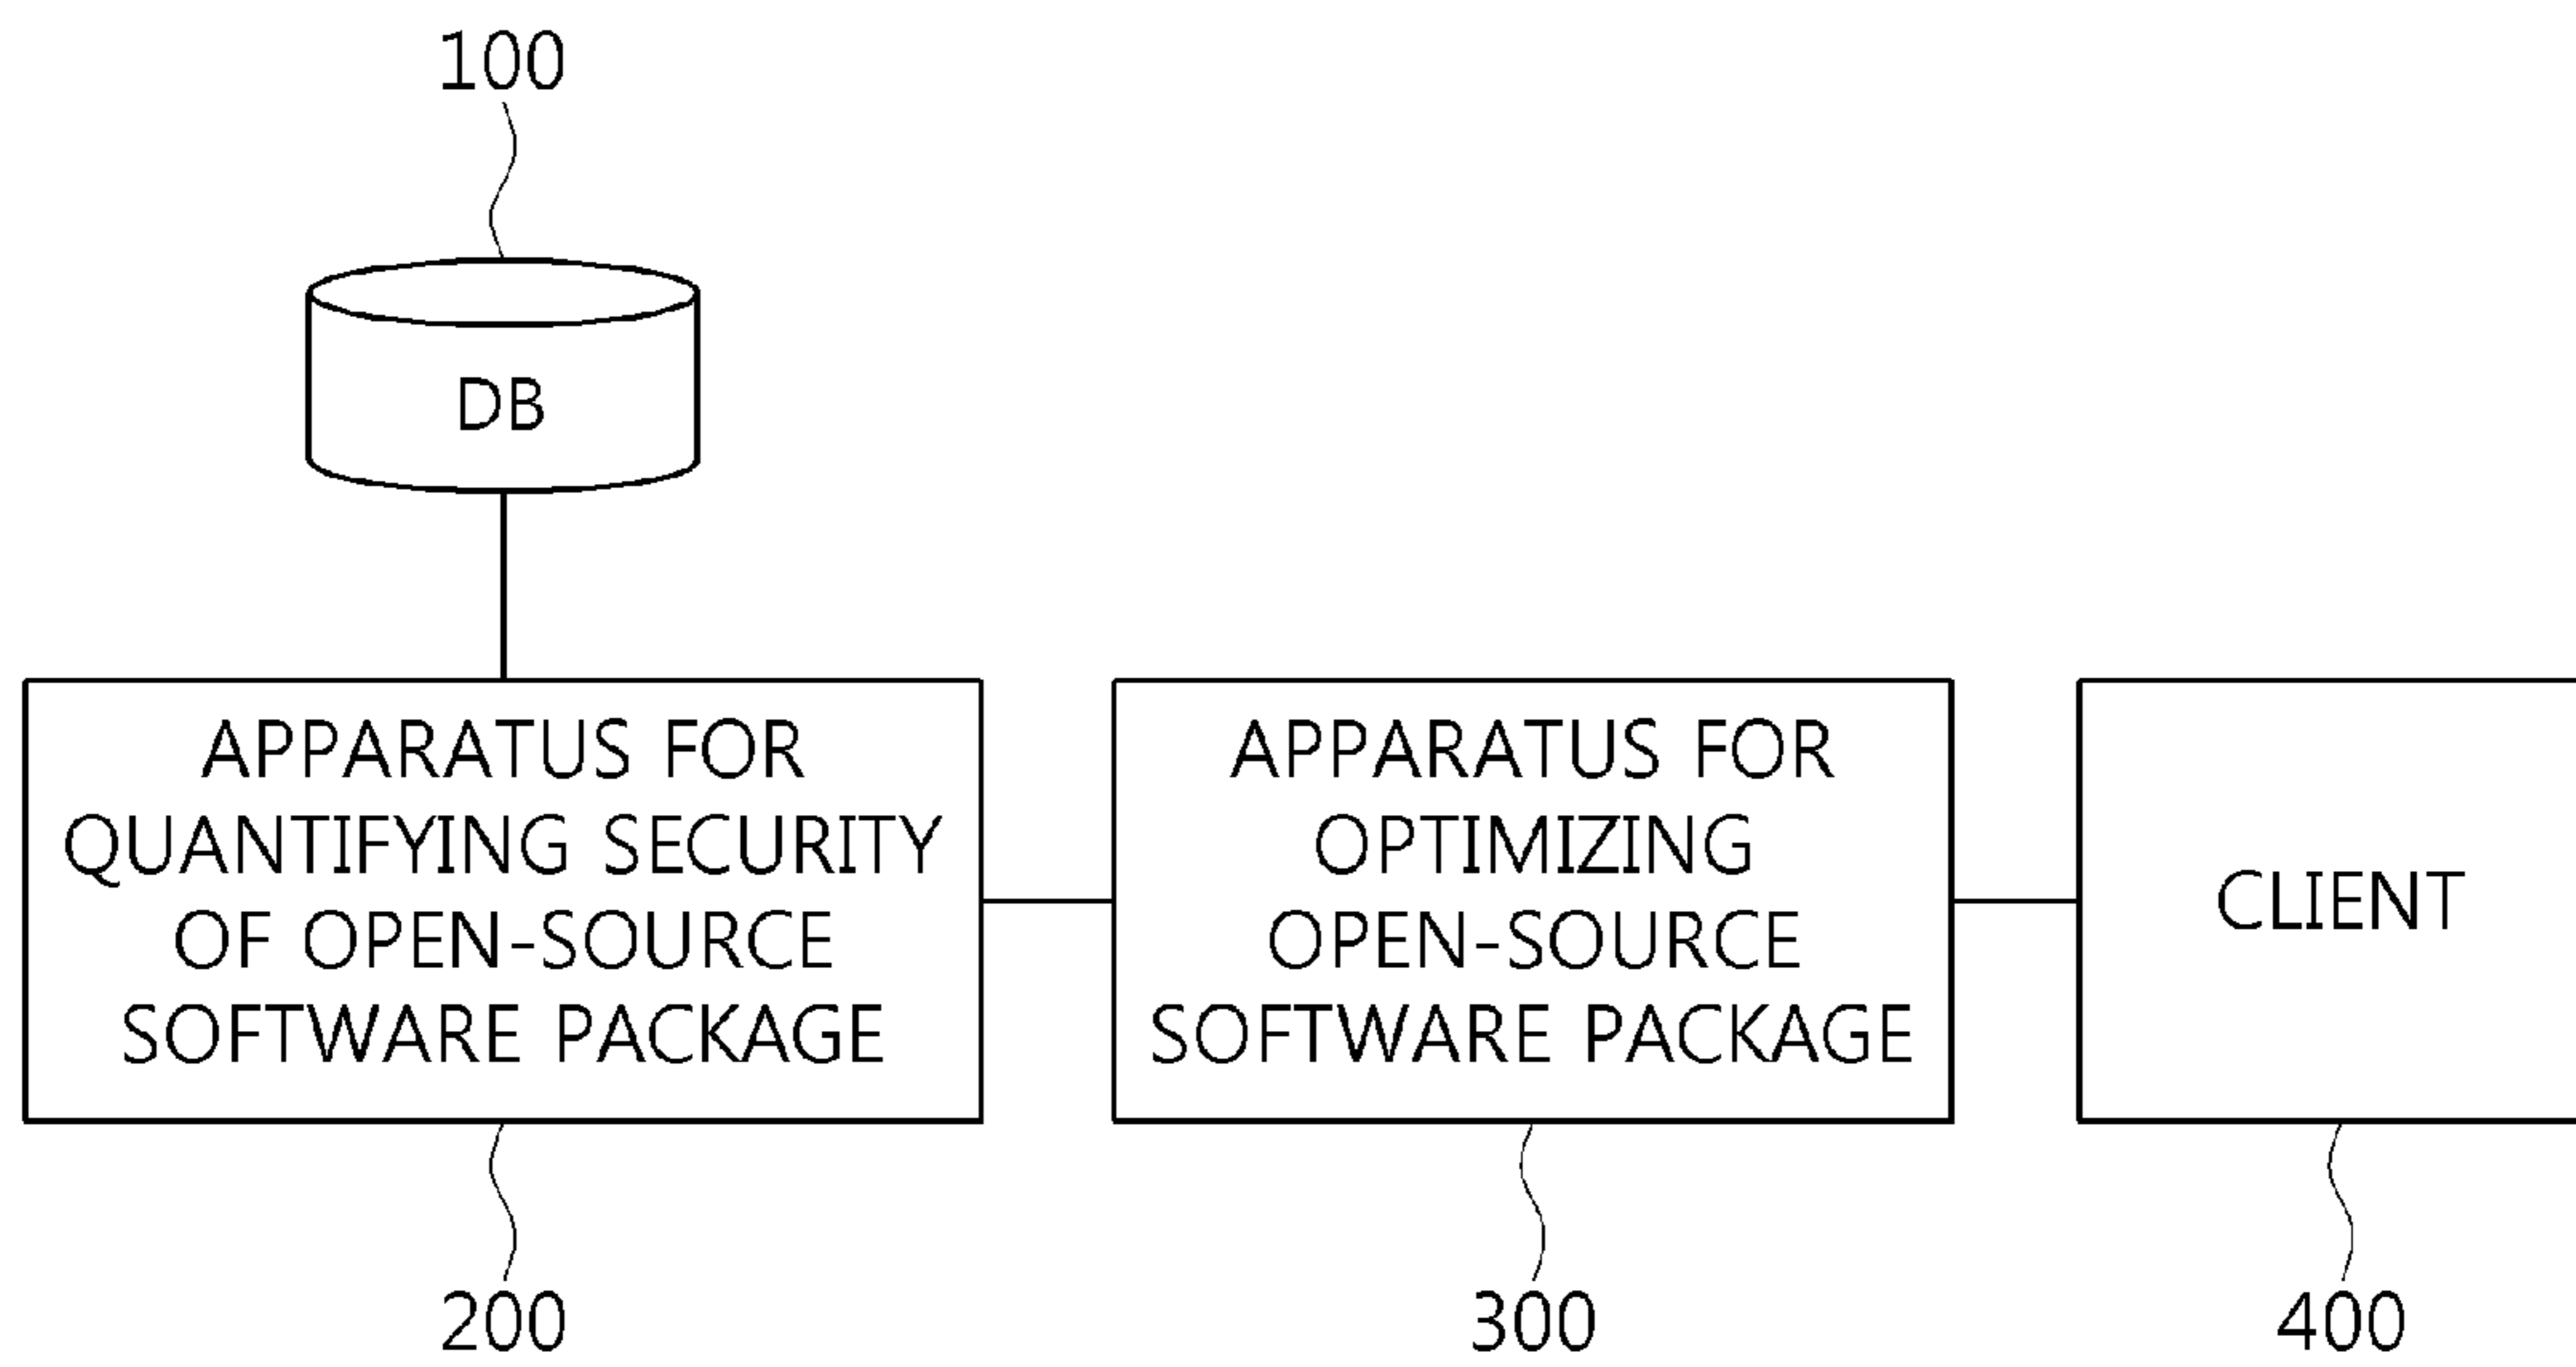 100
DB
APPARATUS FOR
QUANTIFYING SECURITY
OF OPEN-SOURCE
SOFTWARE PACKAGE
APPARATUS FOR
OPTIMIZING
OPEN-SOURCE
SOFTWARE PACKAGE
CLIENT
200
300
400